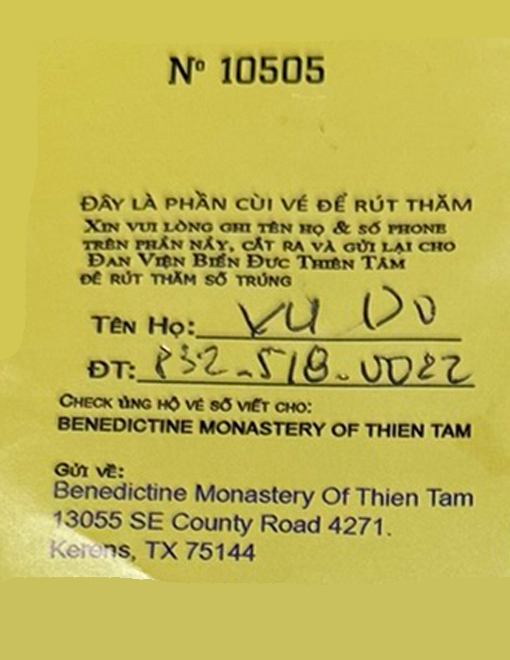 Nº 10505
ĐÂY LÀ PHẦN CÙI VÉ ĐỂ RÚT THĂM
XIN VUI LÒNG GHI TÊN HỌ & SỐ PHONE
TRÊN PHẦN NẦY, CẮT RA VÀ GỬI LẠI CHO
ĐAN VIỆN BIỂN ĐỨC THIÊN TÂM
ĐỂ RÚT THĂM SỐ TRÚNG
TÊN HỌ: VU DO
ĐT: 832-518-0022
CHECK ỦNG HỘ VÉ SỐ VIẾT CHO:
BENEDICTINE MONASTERY OF THIEN TAM
GỬI VỀ:
Benedictine Monastery Of Thien Tam
13055 SE County Road 4271.
Kerens, TX 75144